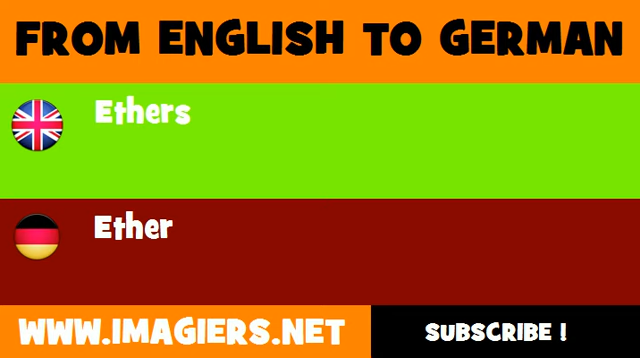 FROM ENGLISH TO GERMAN
Ethers
Ether
WWW.IMAGIERS.NET
SUBSCRIBE !